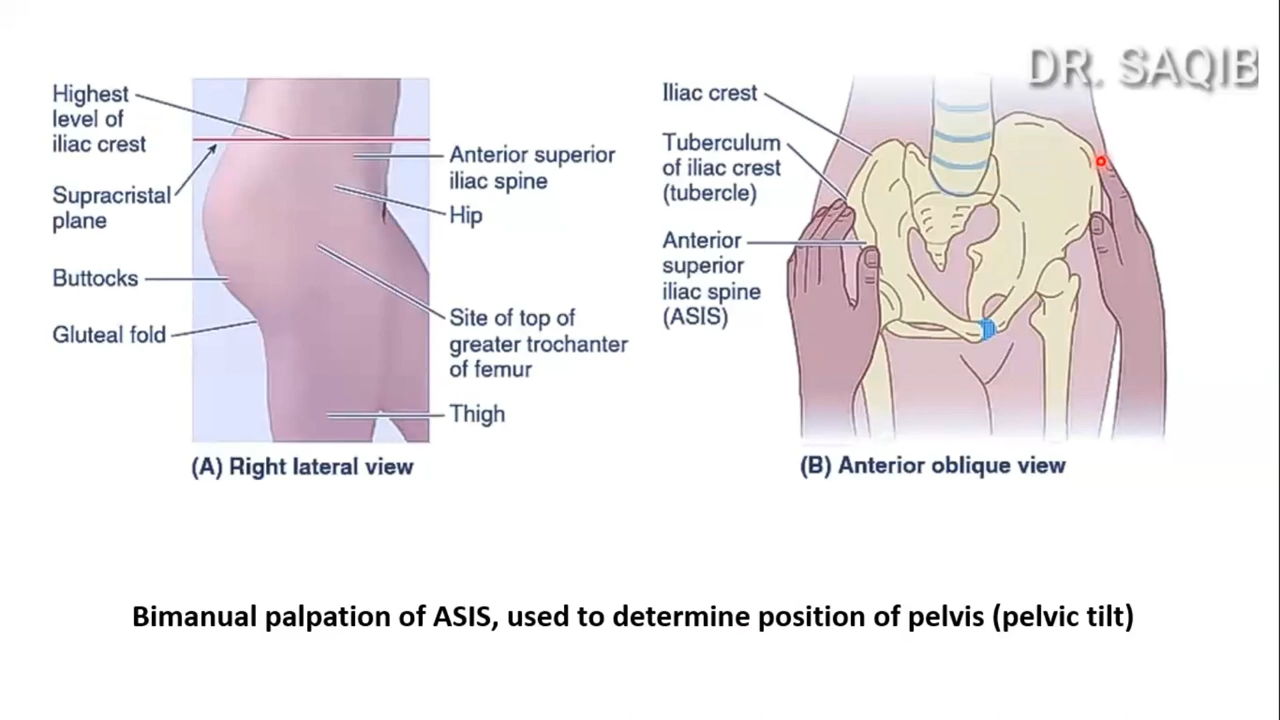 DR. SAQIB
Highest
level of
iliac crest
Supracristal
plane
Buttocks
Gluteal fold
Anterior superior
iliac spine
Hip
Site of top of
greater trochanter
of femur
Thigh
(A) Right lateral view
Iliac crest
Tuberculum
of iliac crest
(tubercle)
Anterior
superior
iliac spine
(ASIS)
(B) Anterior oblique view
Bimanual palpation of ASIS, used to determine position of pelvis (pelvic tilt)